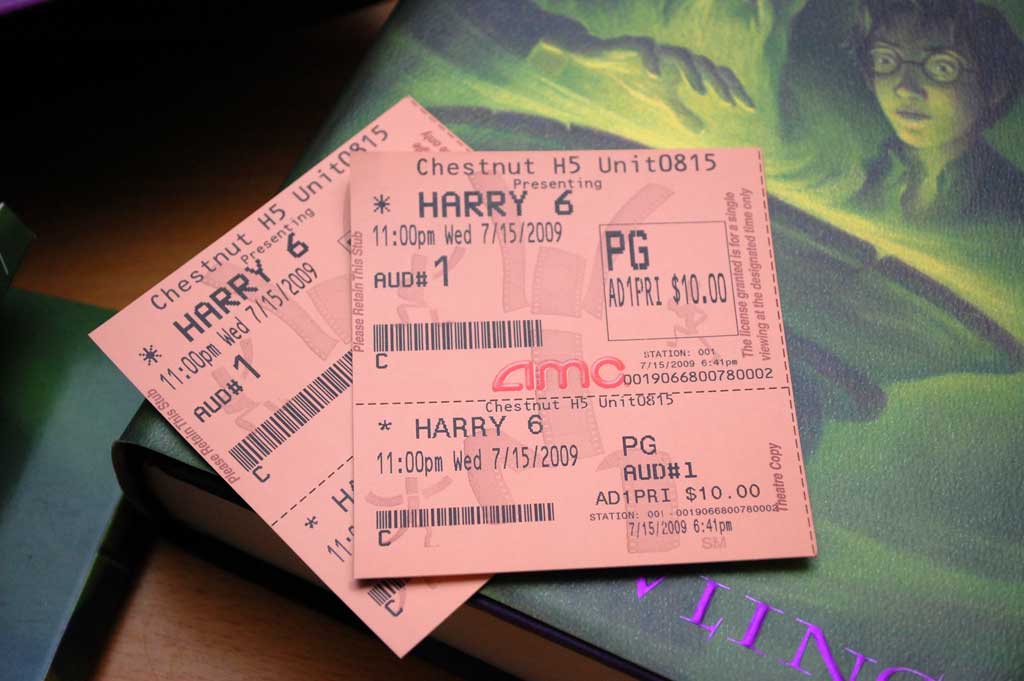 Chestnut H5 Unit0815
Presenting
* HARRY 6
11:00pm Wed 7/15/2009
AUD# 1
C
Please Retain This Stub
PG
AD1PRI $10.00
The license granted is for a single
viewing at the designated time only
STATION: 001
7/15/2009 6:41pm
amc
0019066800780002
Chestnut H5 Unit0815
* HARRY 6
11:00pm Wed 7/15/2009
C
PG
AUD#1
AD1PRI $10.00
STATION: 001 - 0019066800780002
7/15/2009 6:41pm
Theatre Copy
SM
Chestnut H5 Unit0815
Presenting
* HARRY 6
11:00pm Wed 7/15/2009
AUD# 1
C
Please Retain This Stub
only
* H
11:
C
LING